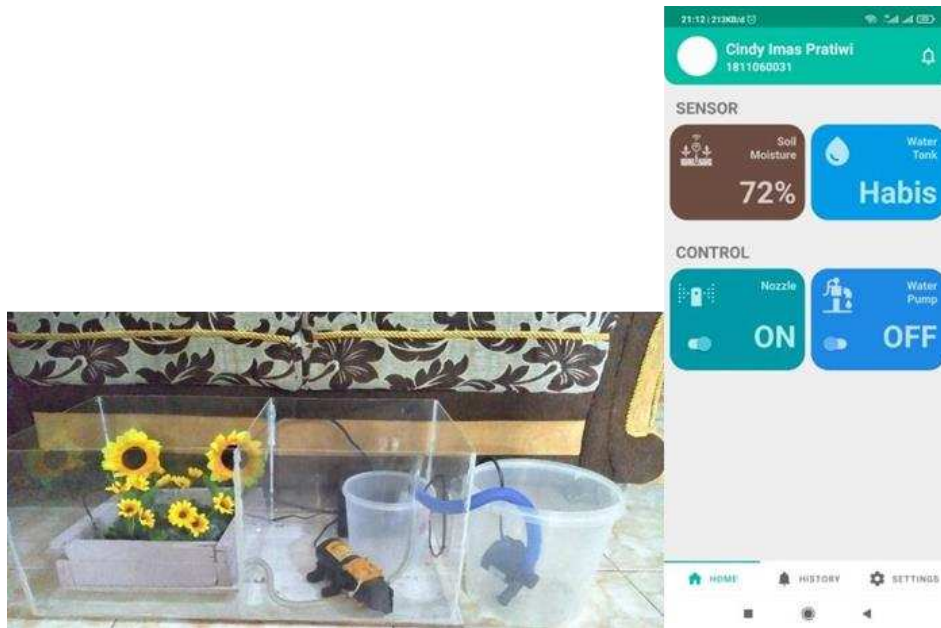 21:12 | 213KB/d
Cindy Imas Pratiwi
1811060031
SENSOR
Soil
Moisture
72%
Water
Tank
Habis
CONTROL
Nozzle
ON
Water
Pump
OFF
HOME
HISTORY
SETTINGS